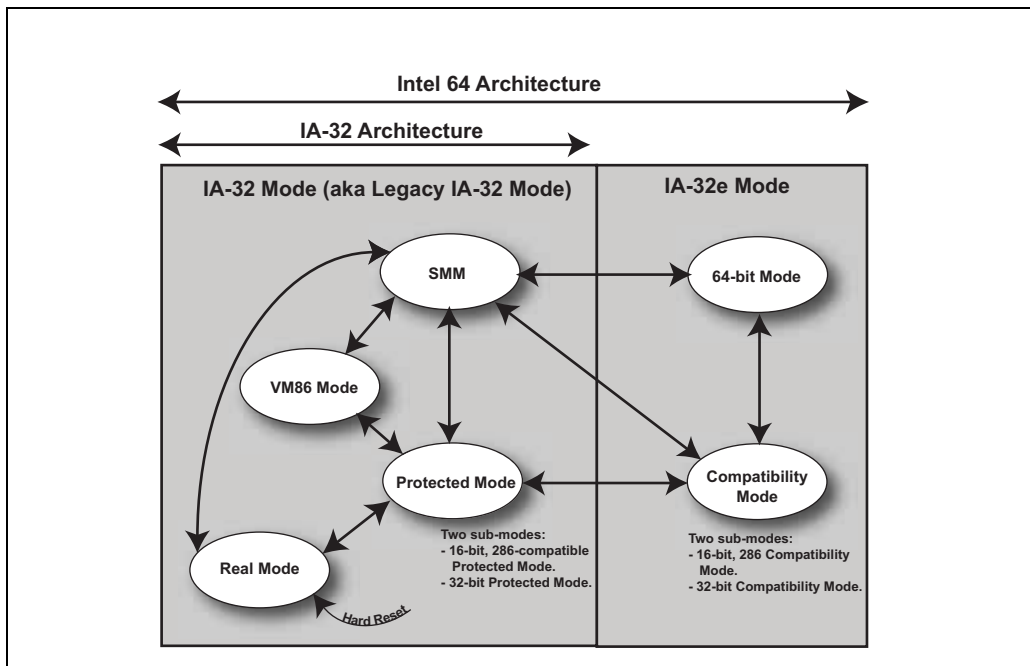 Intel 64 Architecture
IA-32 Architecture
IA-32 Mode (aka Legacy IA-32 Mode)
IA-32e Mode
SMM
64-bit Mode
VM86 Mode
Protected Mode
Compatibility
Mode
Two sub-modes:
- 16-bit, 286-compatible
Protected Mode.
- 32-bit Protected Mode.
Two sub-modes:
- 16-bit, 286 Compatibility
Mode.
- 32-bit Compatibility Mode.
Real Mode
Hard Reset